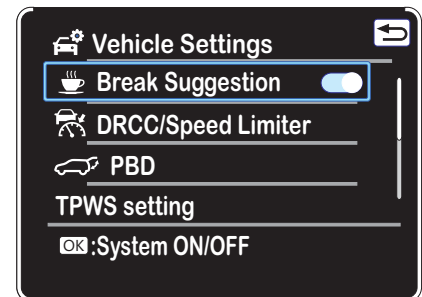 Vehicle Settings
Break Suggestion
DRCC/Speed Limiter
PBD
TPWS setting
OK:System ON/OFF